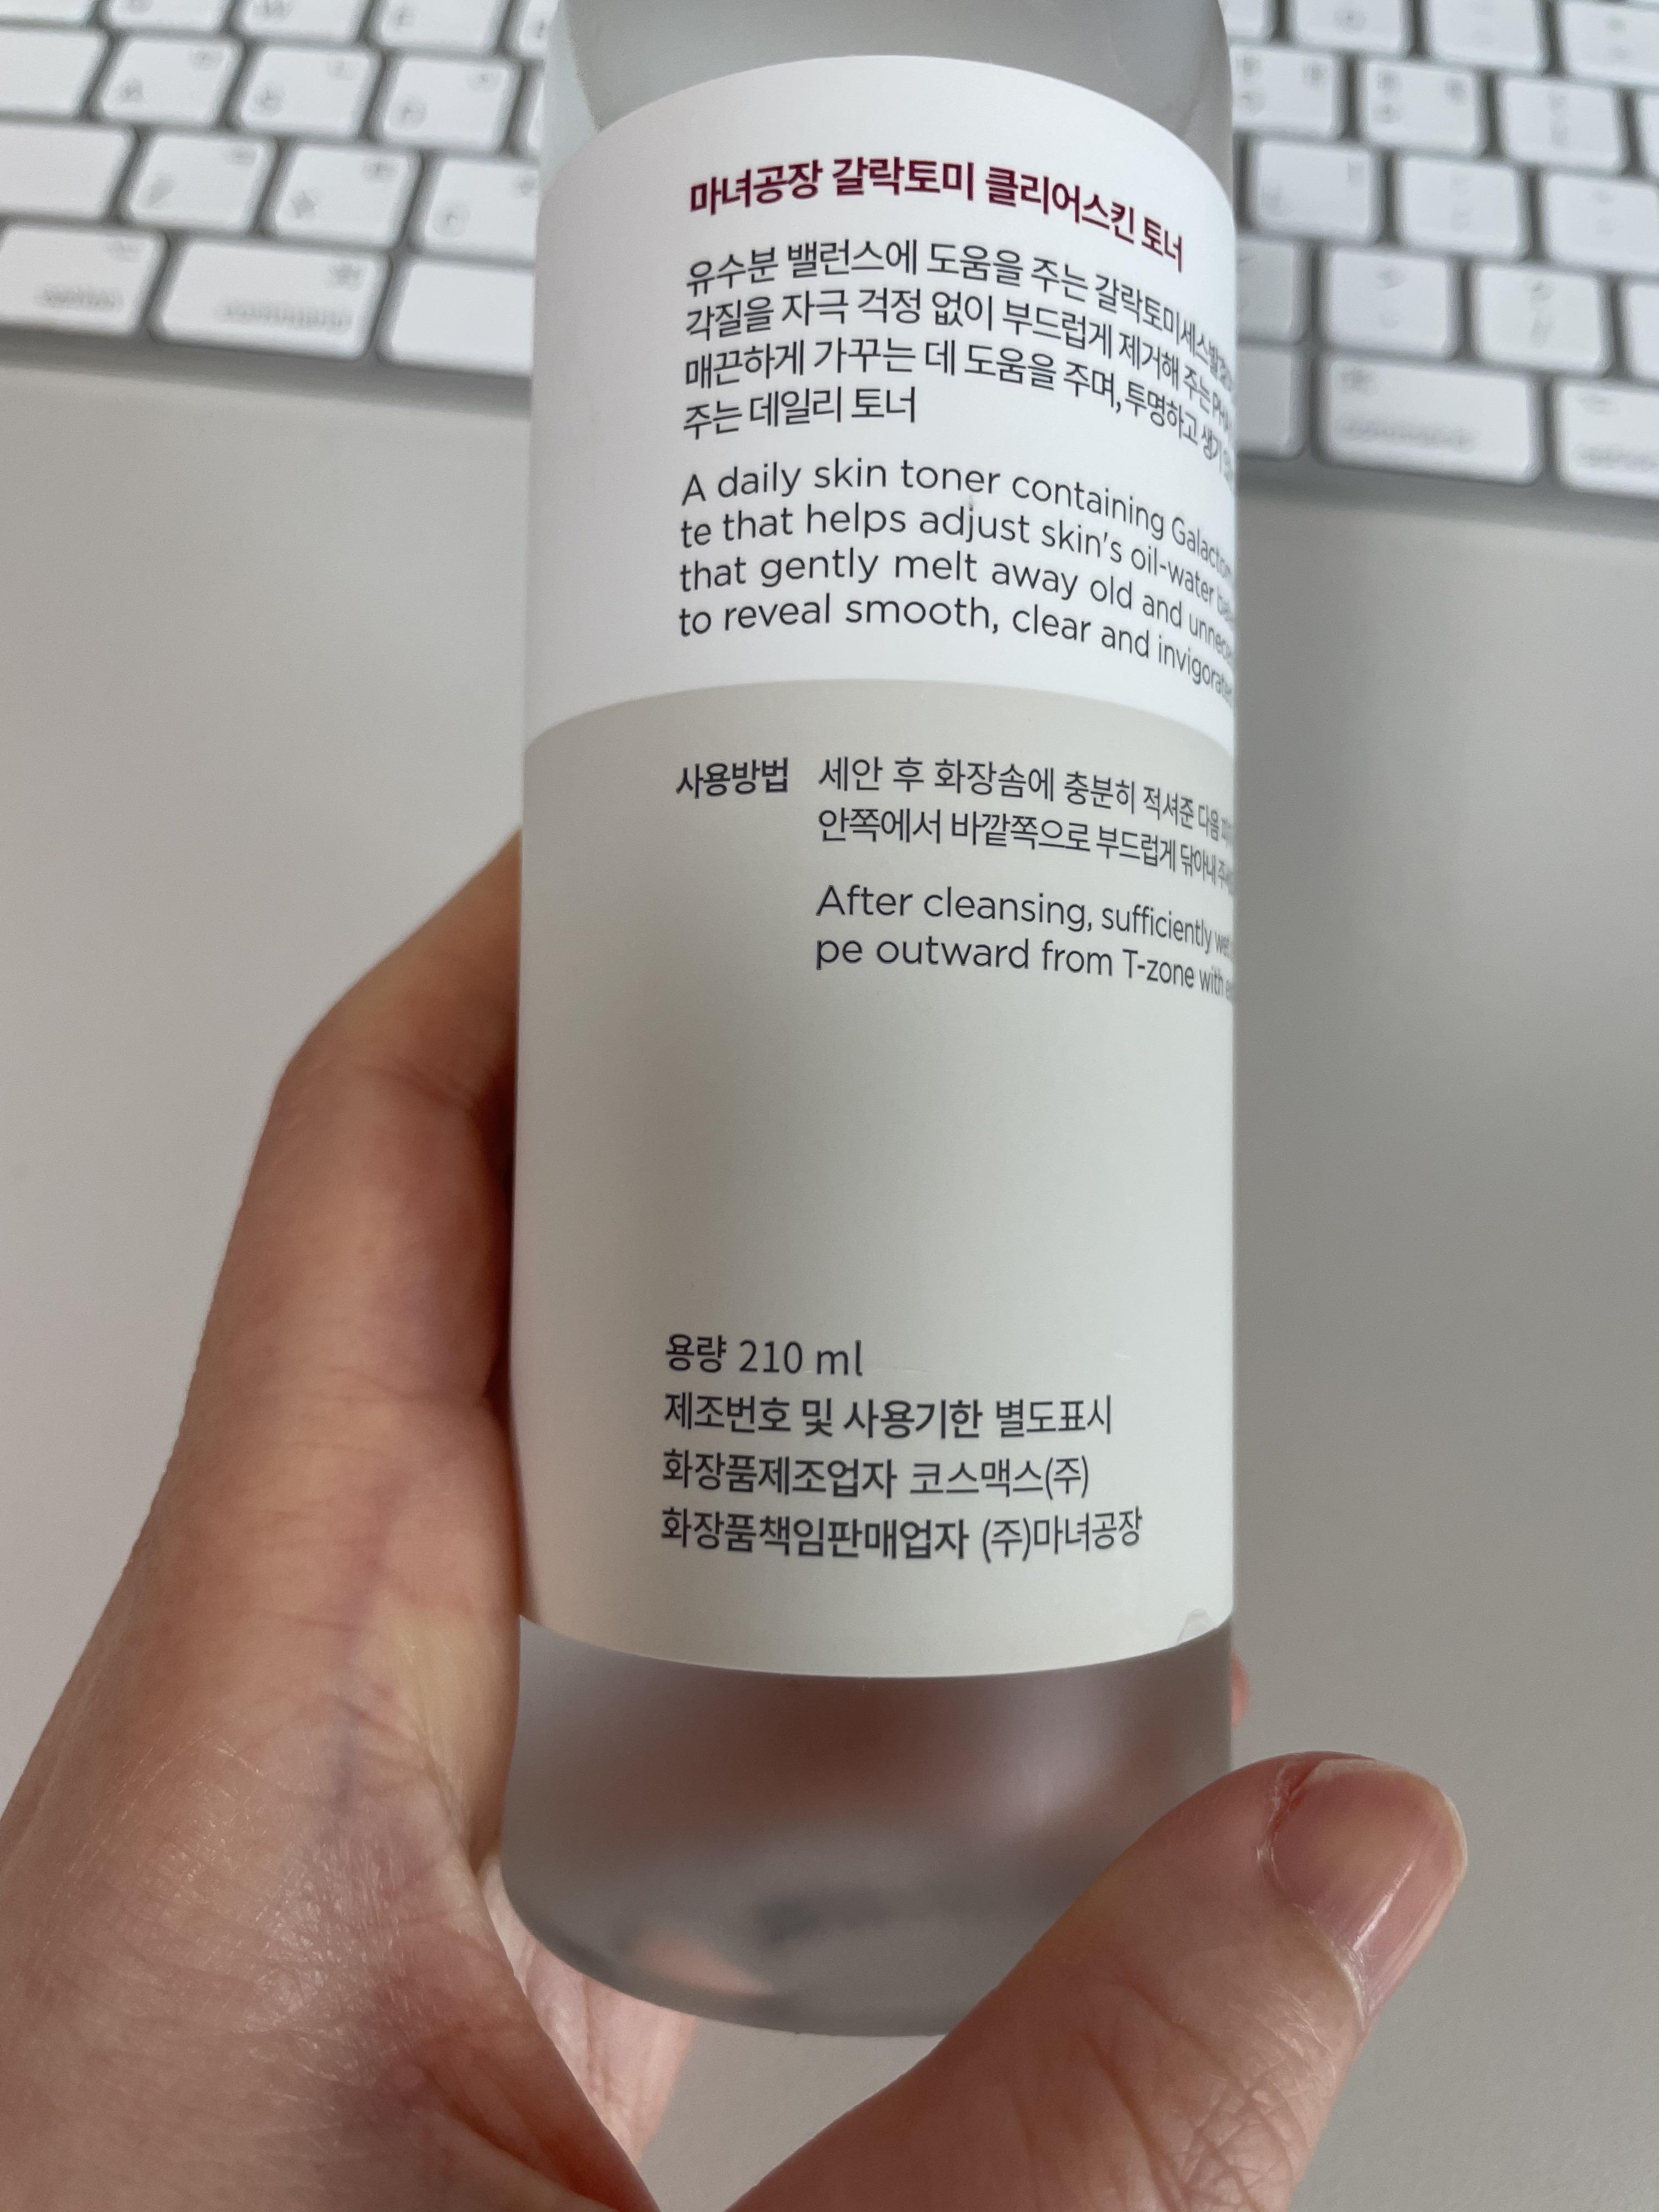 마녀공장 갈락토미 클리어스킨 토너
유수분 밸런스에 도움을 주는 갈락토미세스발효
각질을 자극 걱정 없이 부드럽게 제거해 주는
매끈하게 가꾸는 데 도움을 주며, 투명하고 생기
주는 데일리 토너
A daily skin toner containing Galactom
te that helps adjust skin's oil-water
that gently melt away old and unnece
to reveal smooth, clear and invigorate
사용방법 세안 후 화장솜에 충분히 적셔준 다음
안쪽에서 바깥쪽으로 부드럽게 닦아내
After cleansing, sufficiently wet
pe outward from T-zone with
용량 210 ml
제조번호 및 사용기한 별도표시
화장품제조업자 코스맥스(주)
화장품책임판매업자 (주)마녀공장
option
command